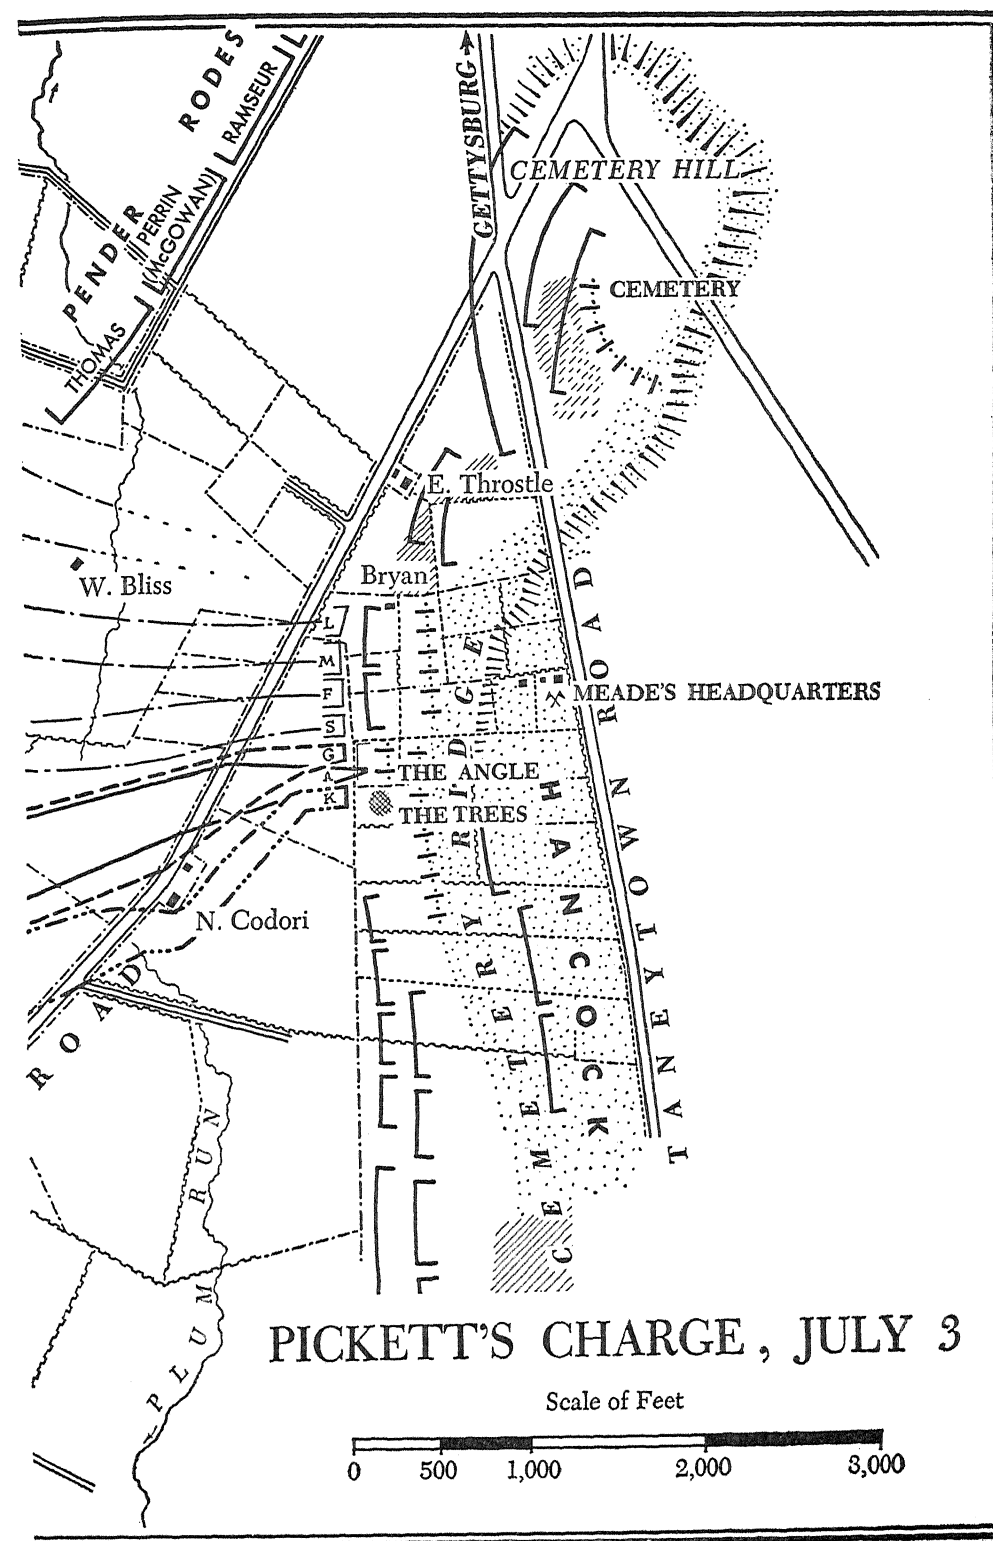 RODES
RAMSEUR
PENDER
PERRIN
(McGOWAN)
THOMAS
GETTYSBURG
CEMETERY HILL
CEMETERY
E. Throstle
Bryan
W. Bliss
L
M
F
S
G
A
K
MEADE'S HEADQUARTERS
THE ANGLE
THE TREES
N. Codori
ROAD
CEMETERY RIDGE
HANCOCK
TANEYTOWN ROAD
PLUM RUN
PICKETT'S CHARGE, JULY 3
Scale of Feet
0 500 1,000 2,000 3,000